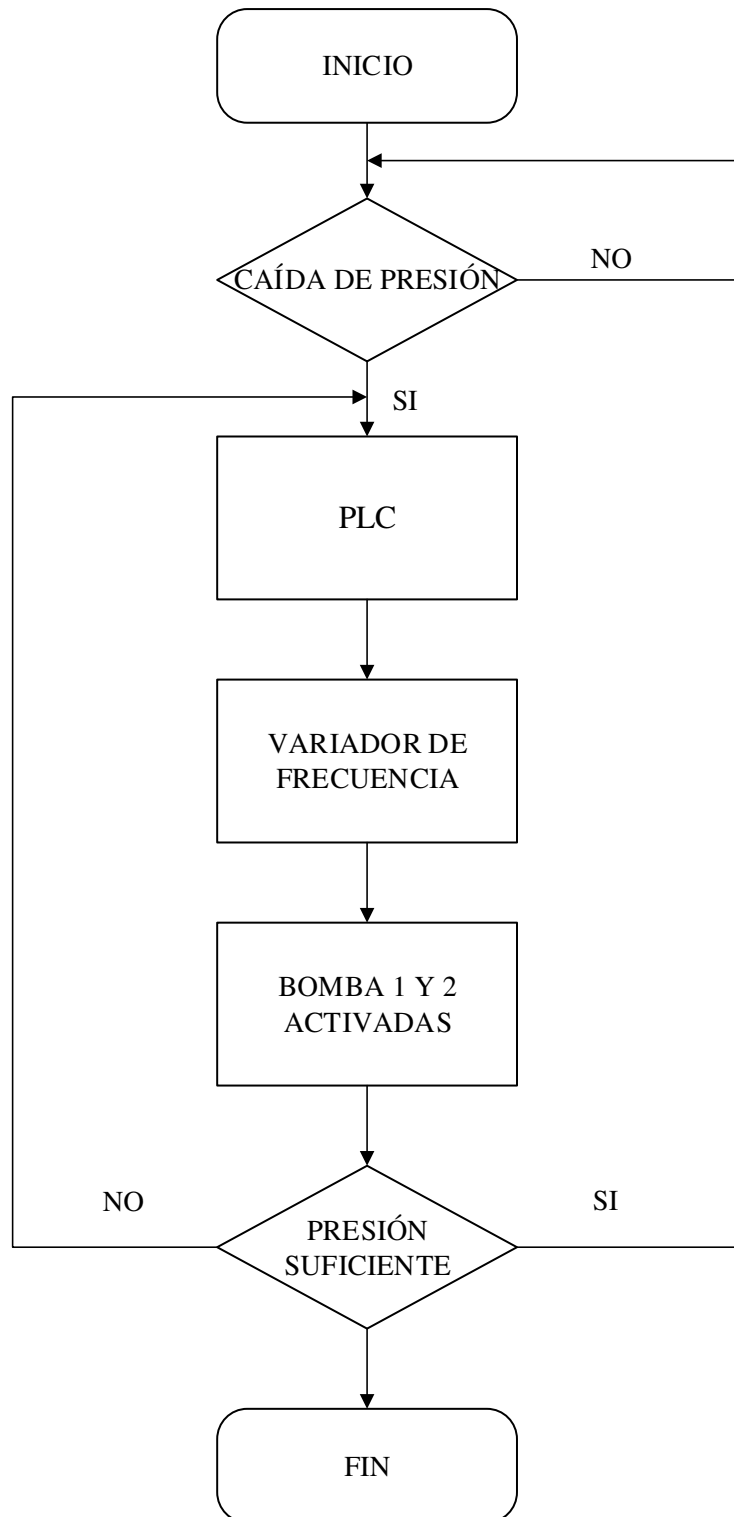 INICIO
CAÍDA DE PRESIÓN
NO
SI
PLC
VARIADOR DE
FRECUENCIA
BOMBA 1 Y 2
ACTIVADAS
NO
SI
PRESIÓN
SUFICIENTE
FIN